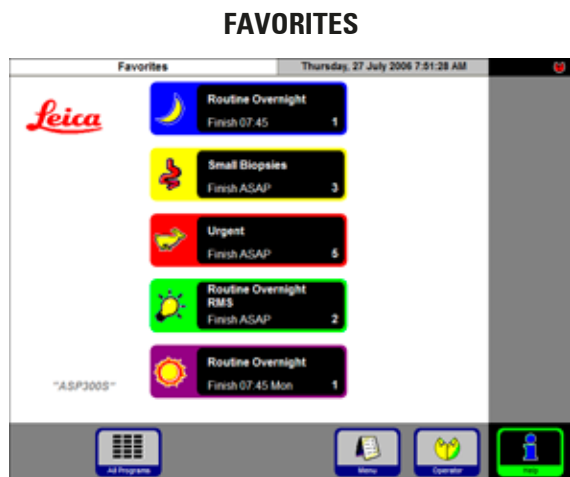 FAVORITES
Favorites
Thursday, 27 July 2006 7:51:28 AM
Leica
Routine Overnight
Finish 07:45 1
Small Biopsies
Finish ASAP 3
Urgent
Finish ASAP 5
Routine Overnight
RMS
Finish ASAP 2
Routine Overnight
Finish 07:45 Mon 1
"ASP300S"
All Programs
Menu
Operator
Help